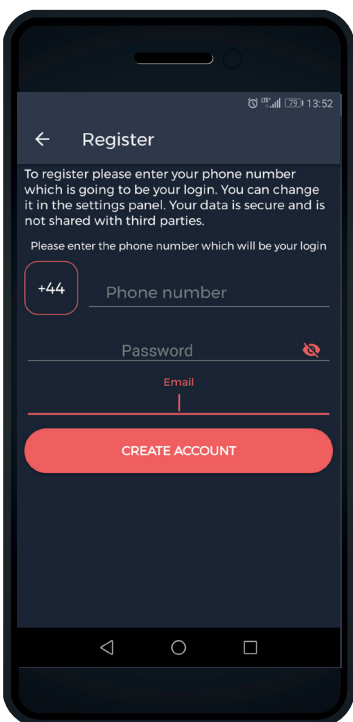 LTE 79 13:52
Register
To register please enter your phone number
which is going to be your login. You can change
it in the settings panel. Your data is secure and is
not shared with third parties.
Please enter the phone number which will be your login
+44 Phone number
Password
Email
CREATE ACCOUNT